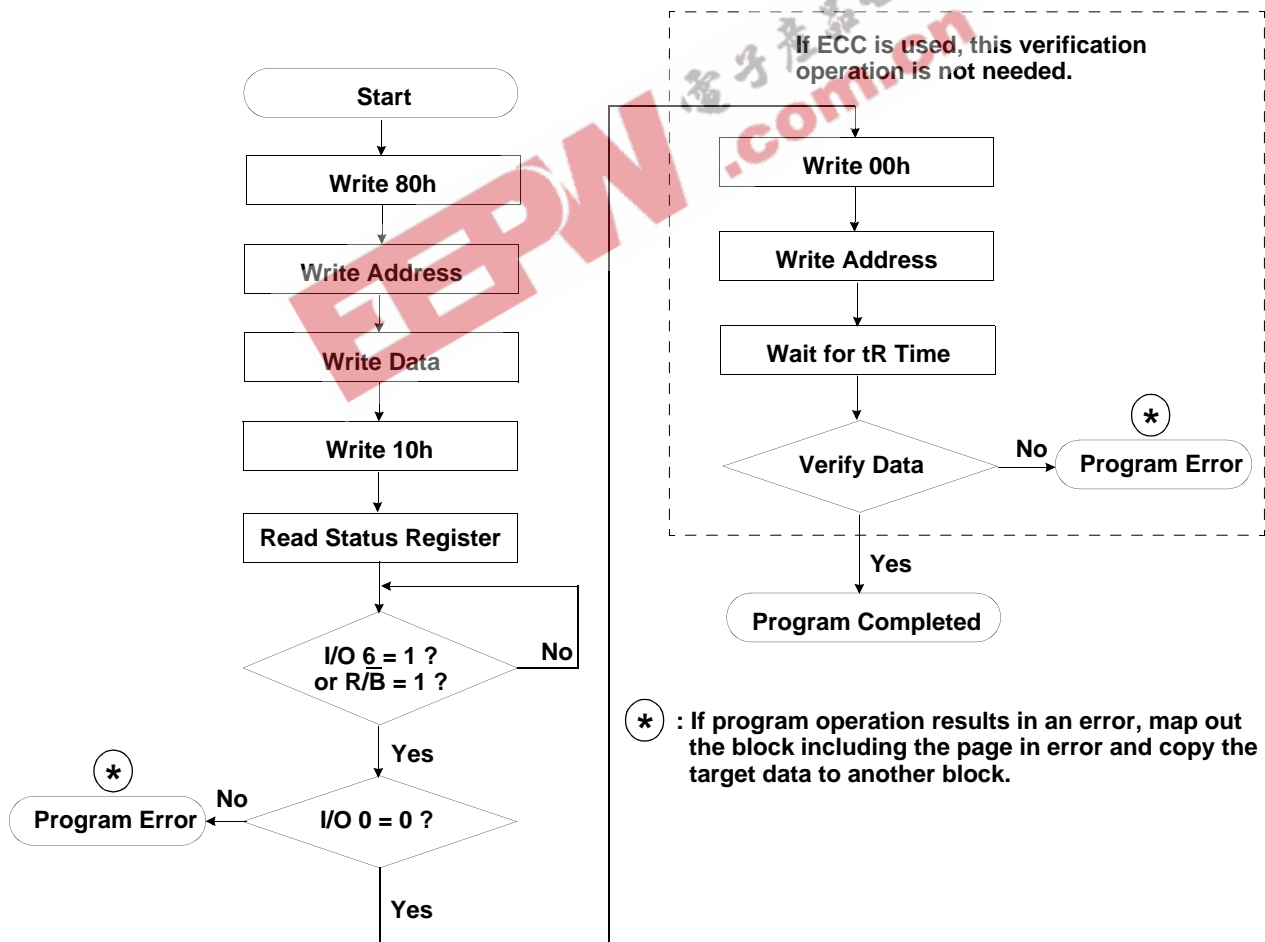 Start
Write 80h
Write Address
Write Data
Write 10h
Read Status Register
I/O 6 = 1 ?
or R/B̅ = 1 ?
No
Yes
I/O 0 = 0 ?
No
*
Program Error
Yes
If ECC is used, this verification
operation is not needed.
Write 00h
Write Address
Wait for tR Time
Verify Data
No
*
Program Error
Yes
Program Completed
* : If program operation results in an error, map out
the block including the page in error and copy the
target data to another block.
EEPW
.com.cn
電子產品